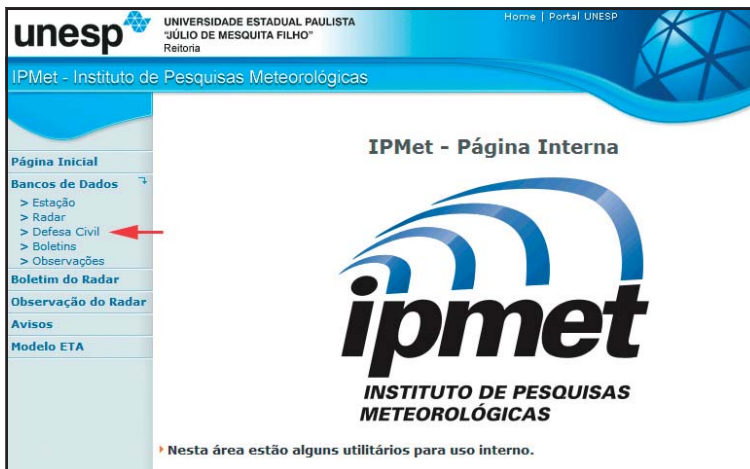 unesp
UNIVERSIDADE ESTADUAL PAULISTA
"JÚLIO DE MESQUITA FILHO"
Reitoria
Home | Portal UNESP
IPMet - Instituto de Pesquisas Meteorológicas
Página Inicial
Bancos de Dados
> Estação
> Radar
> Defesa Civil
> Boletins
> Observações
Boletim do Radar
Observação do Radar
Avisos
Modelo ETA
IPMet - Página Interna
ipmet
INSTITUTO DE PESQUISAS
METEOROLÓGICAS
Nesta área estão alguns utilitários para uso interno.